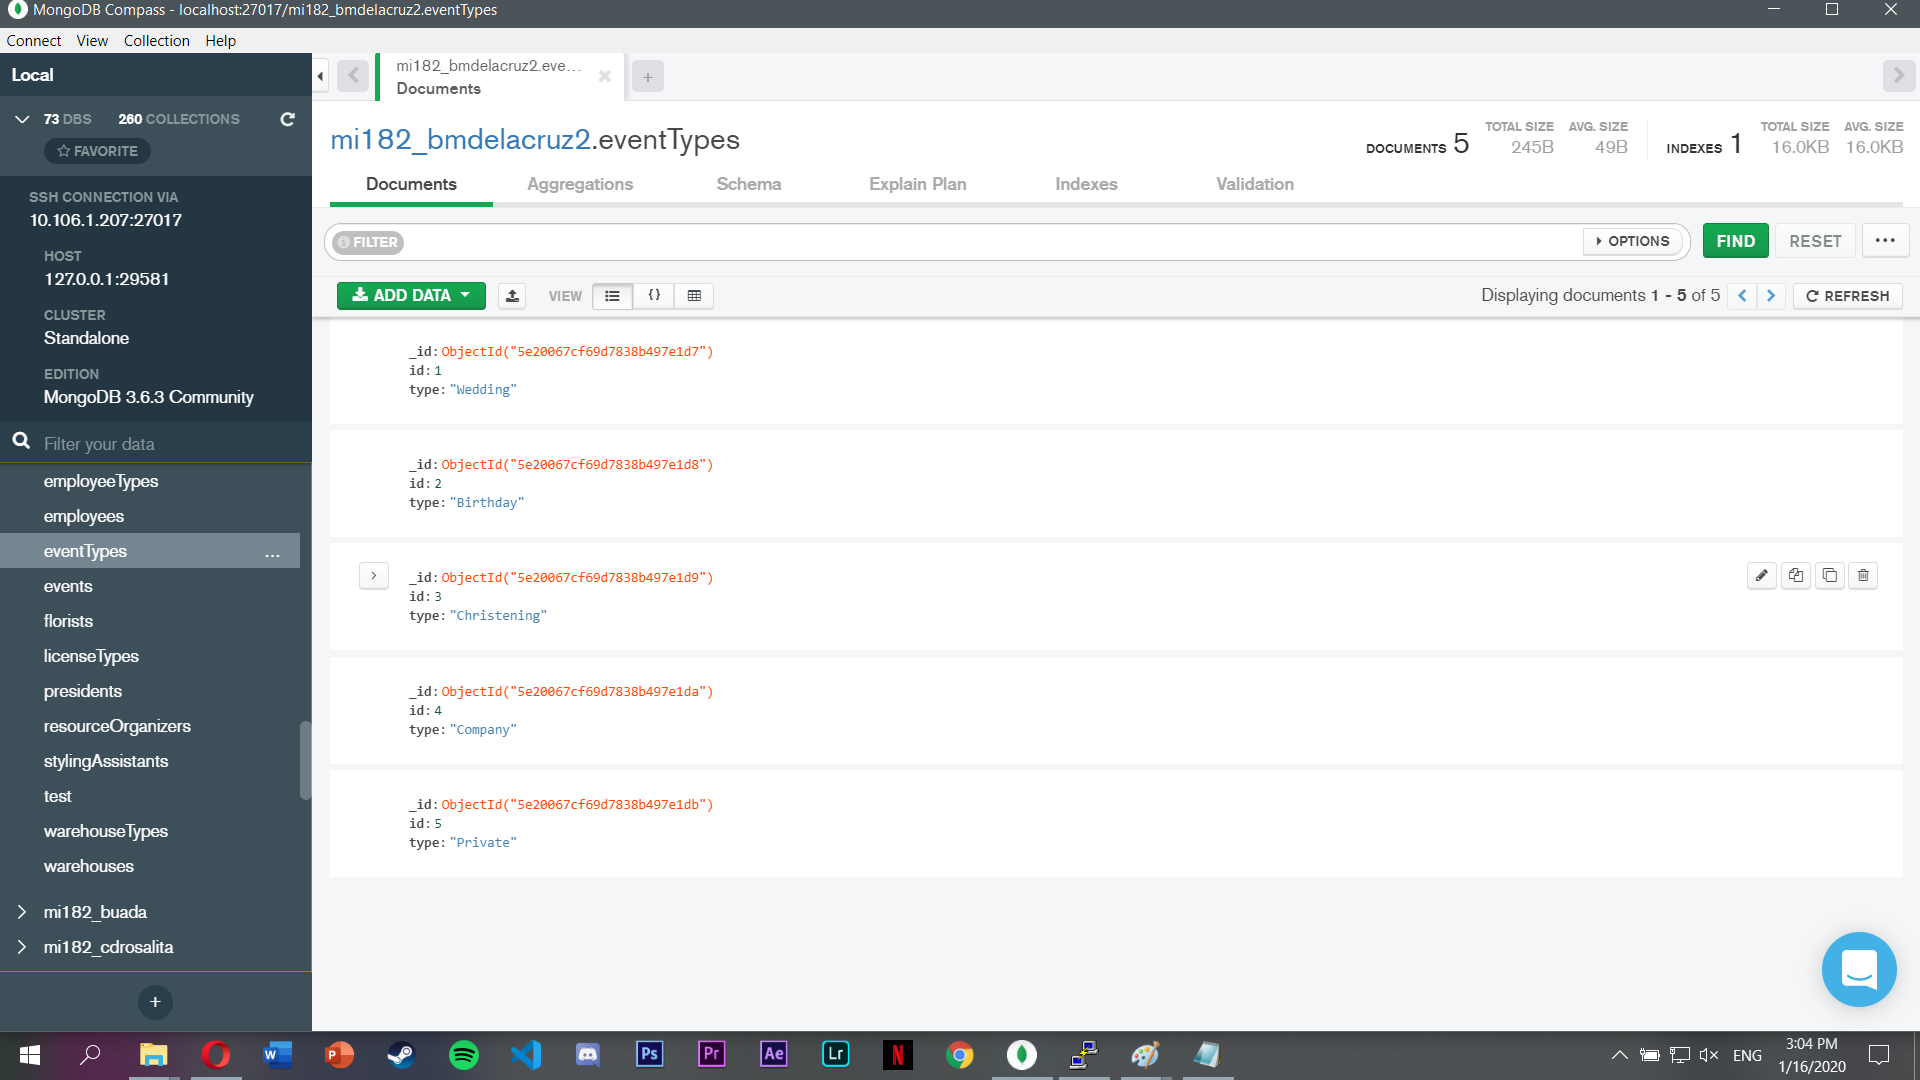 MongoDB Compass - localhost:27017/mi182_bmdelacruz2.eventTypes
Connect View Collection Help
Local
73 DBS 260 COLLECTIONS
FAVORITE
SSH CONNECTION VIA
10.106.1.207:27017
HOST
127.0.0.1:29581
CLUSTER
Standalone
EDITION
MongoDB 3.6.3 Community
Filter your data
employeeTypes
employees
eventTypes ...
events
florists
licenseTypes
presidents
resourceOrganizers
stylingAssistants
test
warehouseTypes
warehouses
mi182_buada
mi182_cdrosalita
+
mi182_bmdelacruz2.eve...
Documents
+
mi182_bmdelacruz2.eventTypes
DOCUMENTS 5 TOTAL SIZE 245B AVG. SIZE 49B INDEXES 1 TOTAL SIZE 16.0KB AVG. SIZE 16.0KB
Documents Aggregations Schema Explain Plan Indexes Validation
FILTER OPTIONS FIND RESET ...
ADD DATA VIEW {} Displaying documents 1 - 5 of 5 REFRESH
_id: ObjectId("5e20067cf69d7838b497e1d7")
id: 1
type: "Wedding"
_id: ObjectId("5e20067cf69d7838b497e1d8")
id: 2
type: "Birthday"
_id: ObjectId("5e20067cf69d7838b497e1d9")
id: 3
type: "Christening"
_id: ObjectId("5e20067cf69d7838b497e1da")
id: 4
type: "Company"
_id: ObjectId("5e20067cf69d7838b497e1db")
id: 5
type: "Private"
W P Ps Pr Ae Lr N ENG
3:04 PM
1/16/2020